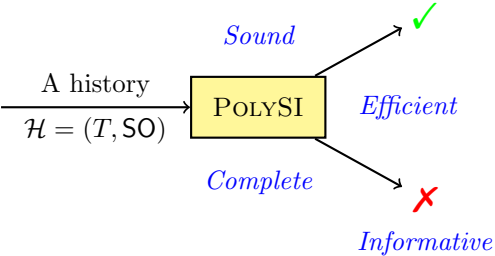 Sound
✓
A history
POLYSI
Efficient
ℋ = (T, SO)
Complete
✗
Informative